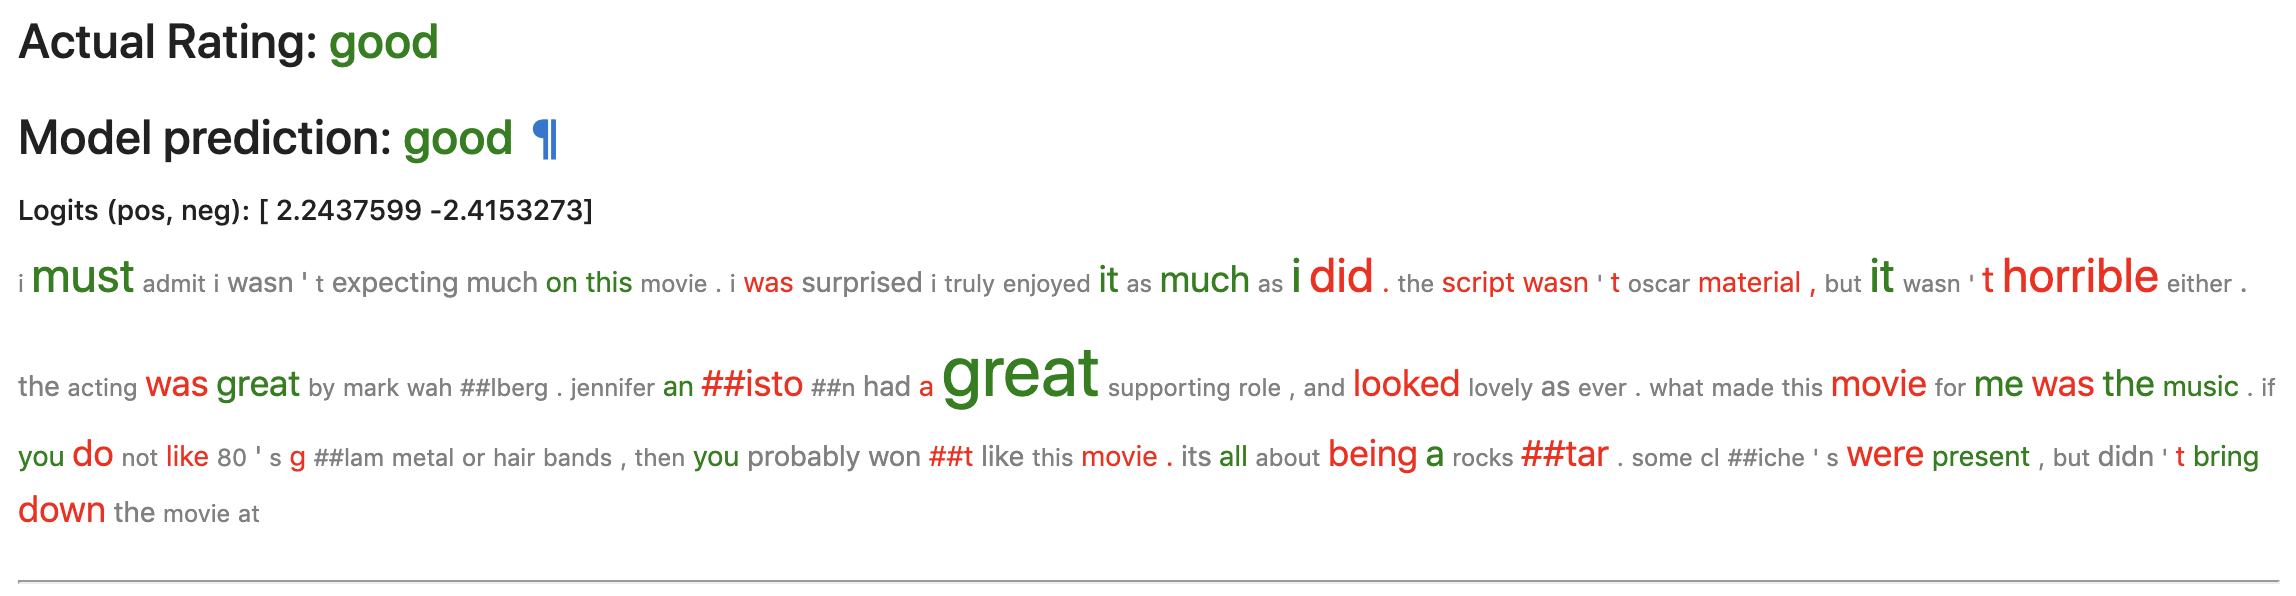 Actual Rating: good
Model prediction: good ¶
Logits (pos, neg): [ 2.2437599 -2.4153273]
i must admit i wasn ' t expecting much on this movie . i was surprised i truly enjoyed it as much as i did . the script wasn ' t oscar material , but it wasn ' t horrible either .
the acting was great by mark wah ##lberg . jennifer an ##isto ##n had a great supporting role , and looked lovely as ever . what made this movie for me was the music . if
you do not like 80 ' s g ##lam metal or hair bands , then you probably won ##t like this movie . its all about being a rocks ##tar . some cl ##iche ' s were present , but didn ' t bring
down the movie at